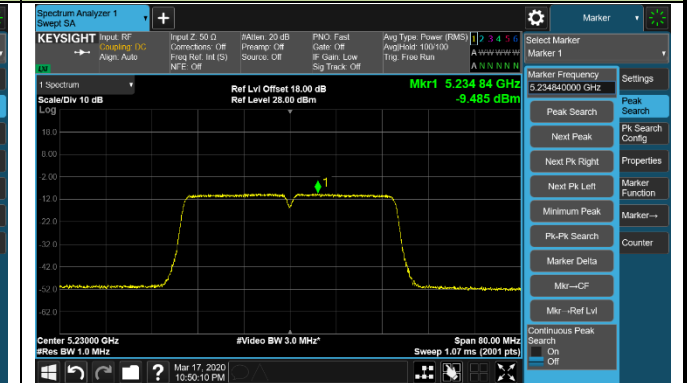 Spectrum Analyzer 1
Swept SA
Marker
KEYSIGHT
Input: RF
Coupling: DC
Align: Auto
Input Z: 50 Ω
Corrections: Off
Freq Ref: Int (S)
NFE: Off
#Atten: 20 dB
Preamp: Off
Source: Off
PNO: Fast
Gate: Off
IF Gain: Low
Sig Track: Off
Avg Type: Power (RMS)
Avg|Hold: 100/100
Trig: Free Run
1 2 3 4 5 6
A W W W W W
A N N N N N
Select Marker
Marker 1
LV
1 Spectrum
Scale/Div 10 dB
Log
Ref Lvl Offset 18.00 dB
Ref Level 28.00 dBm
Mkr1 5.234 84 GHz
-9.485 dBm
Marker Frequency
5.234840000 GHz
Peak Search
Next Peak
Next Pk Right
Next Pk Left
Minimum Peak
Pk-Pk Search
Marker Delta
Mkr→CF
Mkr→Ref Lvl
Continuous Peak
Search
On
Off
Settings
Peak
Search
Pk Search
Config
Properties
Marker
Function
Marker→
Counter
18.0
8.00
-2.00
-12.0
-22.0
-32.0
-42.0
-52.0
-62.0
1
Center 5.23000 GHz
#Res BW 1.0 MHz
#Video BW 3.0 MHz*
Span 80.00 MHz
Sweep 1.07 ms (2001 pts)
?
Mar 17, 2020
10:50:10 PM